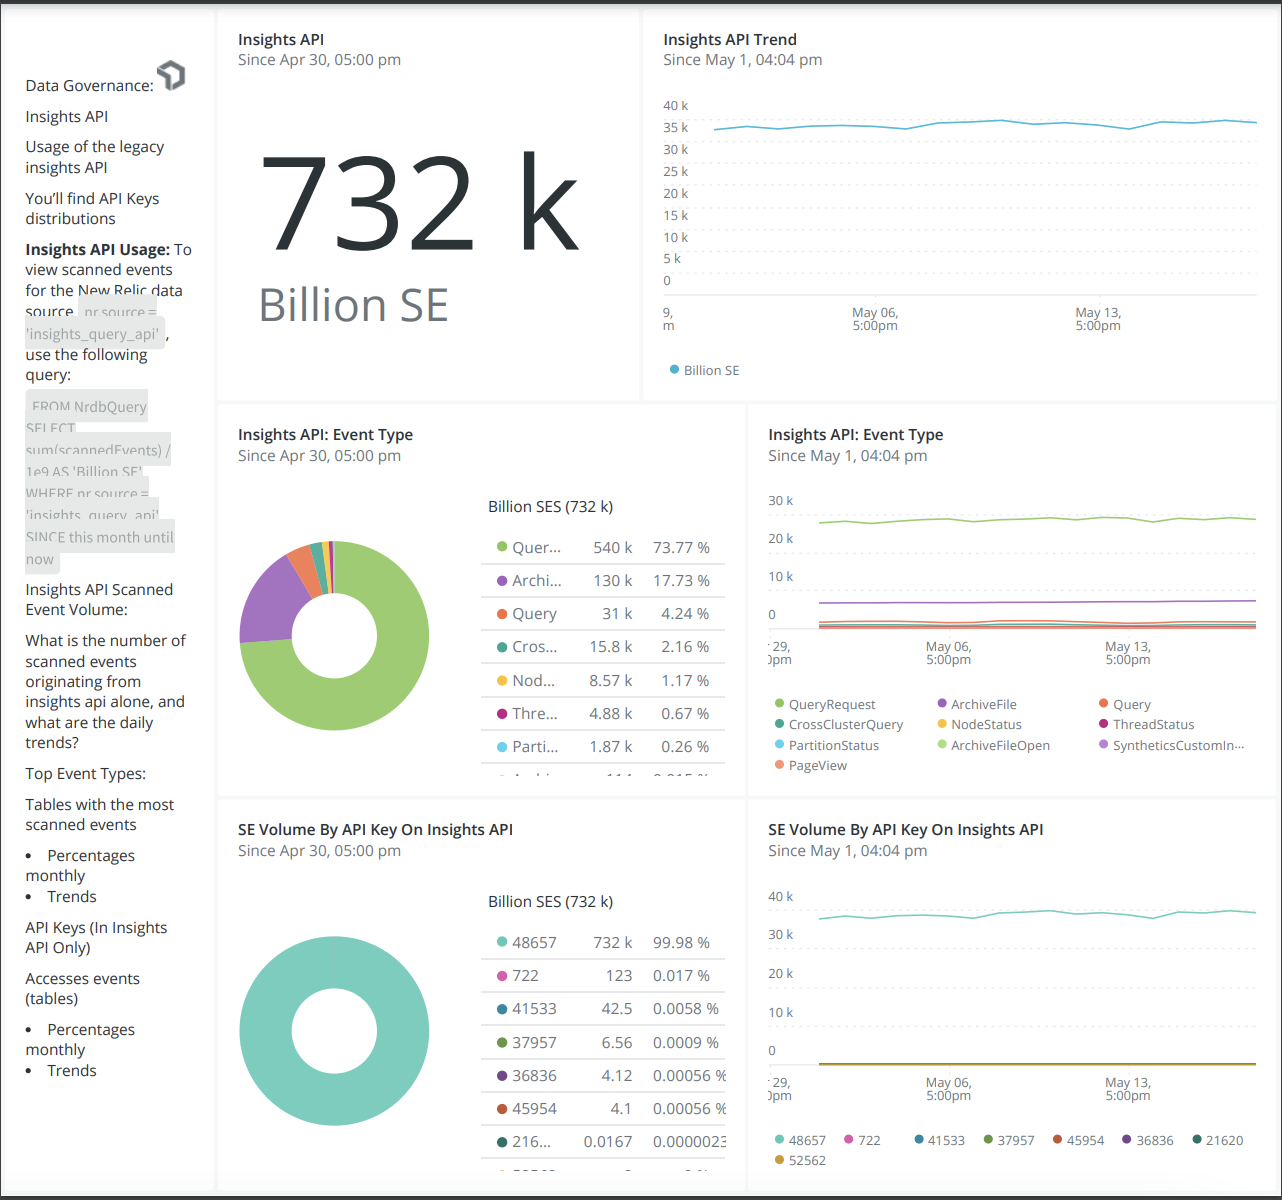 Data Governance:
Insights API
Usage of the legacy
insights API
You’ll find API Keys
distributions
Insights API Usage: To
view scanned events
for the New Relic data
source nr.source =
'insights_query_api' ,
use the following
query:
FROM NrdbQuery
SELECT
sum(scannedEvents) /
1e9 AS 'Billion SE'
WHERE nr.source =
'insights_query_api'
SINCE this month until
now
Insights API Scanned
Event Volume:
What is the number of
scanned events
originating from
insights api alone, and
what are the daily
trends?
Top Event Types:
Tables with the most
scanned events
• Percentages
monthly
• Trends
API Keys (In Insights
API Only)
Accesses events
(tables)
• Percentages
monthly
• Trends
Insights API
Since Apr 30, 05:00 pm
732 k
Billion SE
Insights API Trend
Since May 1, 04:04 pm
40 k
35 k
30 k
25 k
20 k
15 k
10 k
5 k
0
9, May 06, May 13,
m 5:00pm 5:00pm
Billion SE
Insights API: Event Type
Since Apr 30, 05:00 pm
Billion SES (732 k)
Quer... 540 k 73.77 %
Archi... 130 k 17.73 %
Query 31 k 4.24 %
Cros... 15.8 k 2.16 %
Nod... 8.57 k 1.17 %
Thre... 4.88 k 0.67 %
Parti... 1.87 k 0.26 %
Insights API: Event Type
Since May 1, 04:04 pm
30 k
20 k
10 k
0
29, May 06, May 13,
0pm 5:00pm 5:00pm
QueryRequest ArchiveFile Query
CrossClusterQuery NodeStatus ThreadStatus
PartitionStatus ArchiveFileOpen SyntheticsCustomIn...
PageView
SE Volume By API Key On Insights API
Since Apr 30, 05:00 pm
Billion SES (732 k)
48657 732 k 99.98 %
722 123 0.017 %
41533 42.5 0.0058 %
37957 6.56 0.0009 %
36836 4.12 0.00056 %
45954 4.1 0.00056 %
216... 0.0167 0.0000023
SE Volume By API Key On Insights API
Since May 1, 04:04 pm
40 k
30 k
20 k
10 k
0
29, May 06, May 13,
0pm 5:00pm 5:00pm
48657 722 41533 37957 45954 36836 21620
52562